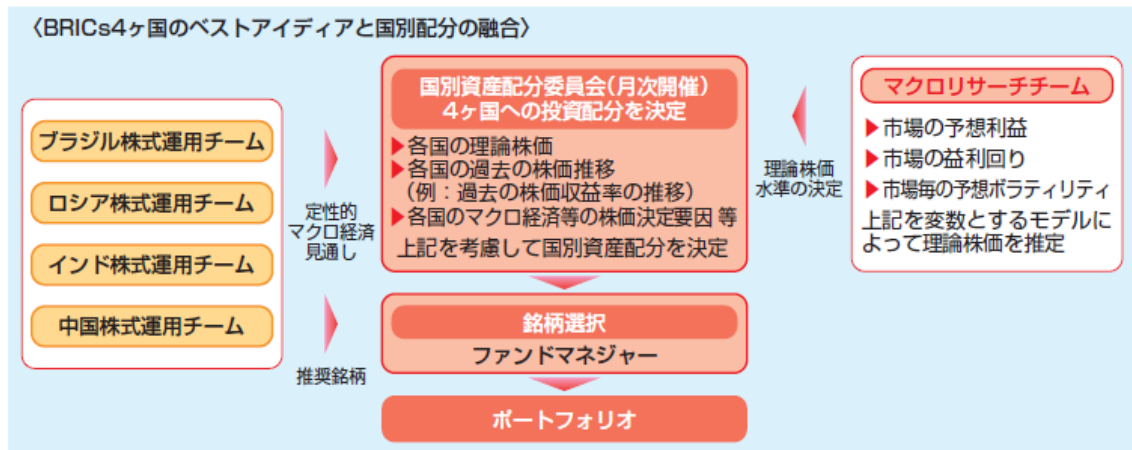 〈BRICs4ヶ国のベストアイディアと国別配分の融合〉
ブラジル株式運用チーム
ロシア株式運用チーム
インド株式運用チーム
中国株式運用チーム
定性的
マクロ経済
見通し
推奨銘柄
国別資産配分委員会(月次開催)
4ヶ国への投資配分を決定
▶各国の理論株価
▶各国の過去の株価推移
(例：過去の株価収益率の推移)
▶各国のマクロ経済等の株価決定要因 等
上記を考慮して国別資産配分を決定
銘柄選択
ファンドマネジャー
ポートフォリオ
理論株価
水準の決定
マクロリサーチチーム
▶市場の予想利益
▶市場の益利回り
▶市場毎の予想ボラティリティ
上記を変数とするモデルに
よって理論株価を推定